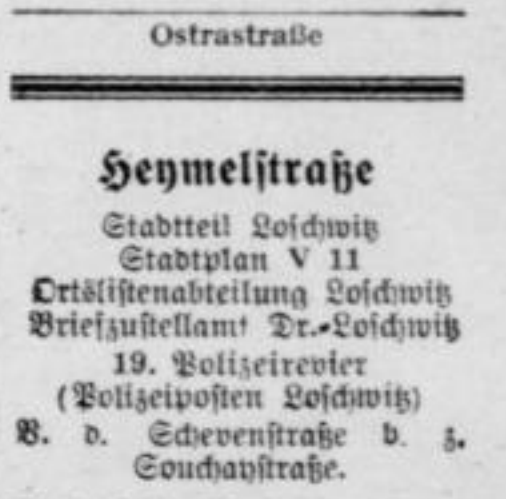 Ostrastraße
Heymelstraße
Stadtteil Loschwitz
Stadtplan V 11
Ortslistenabteilung Loschwitz
Briefzustellamt Dr.-Loschwitz
19. Polizeirevier
(Polizeiposten Loschwitz)
V. d. Schevenstraße b. z.
Souchaystraße.